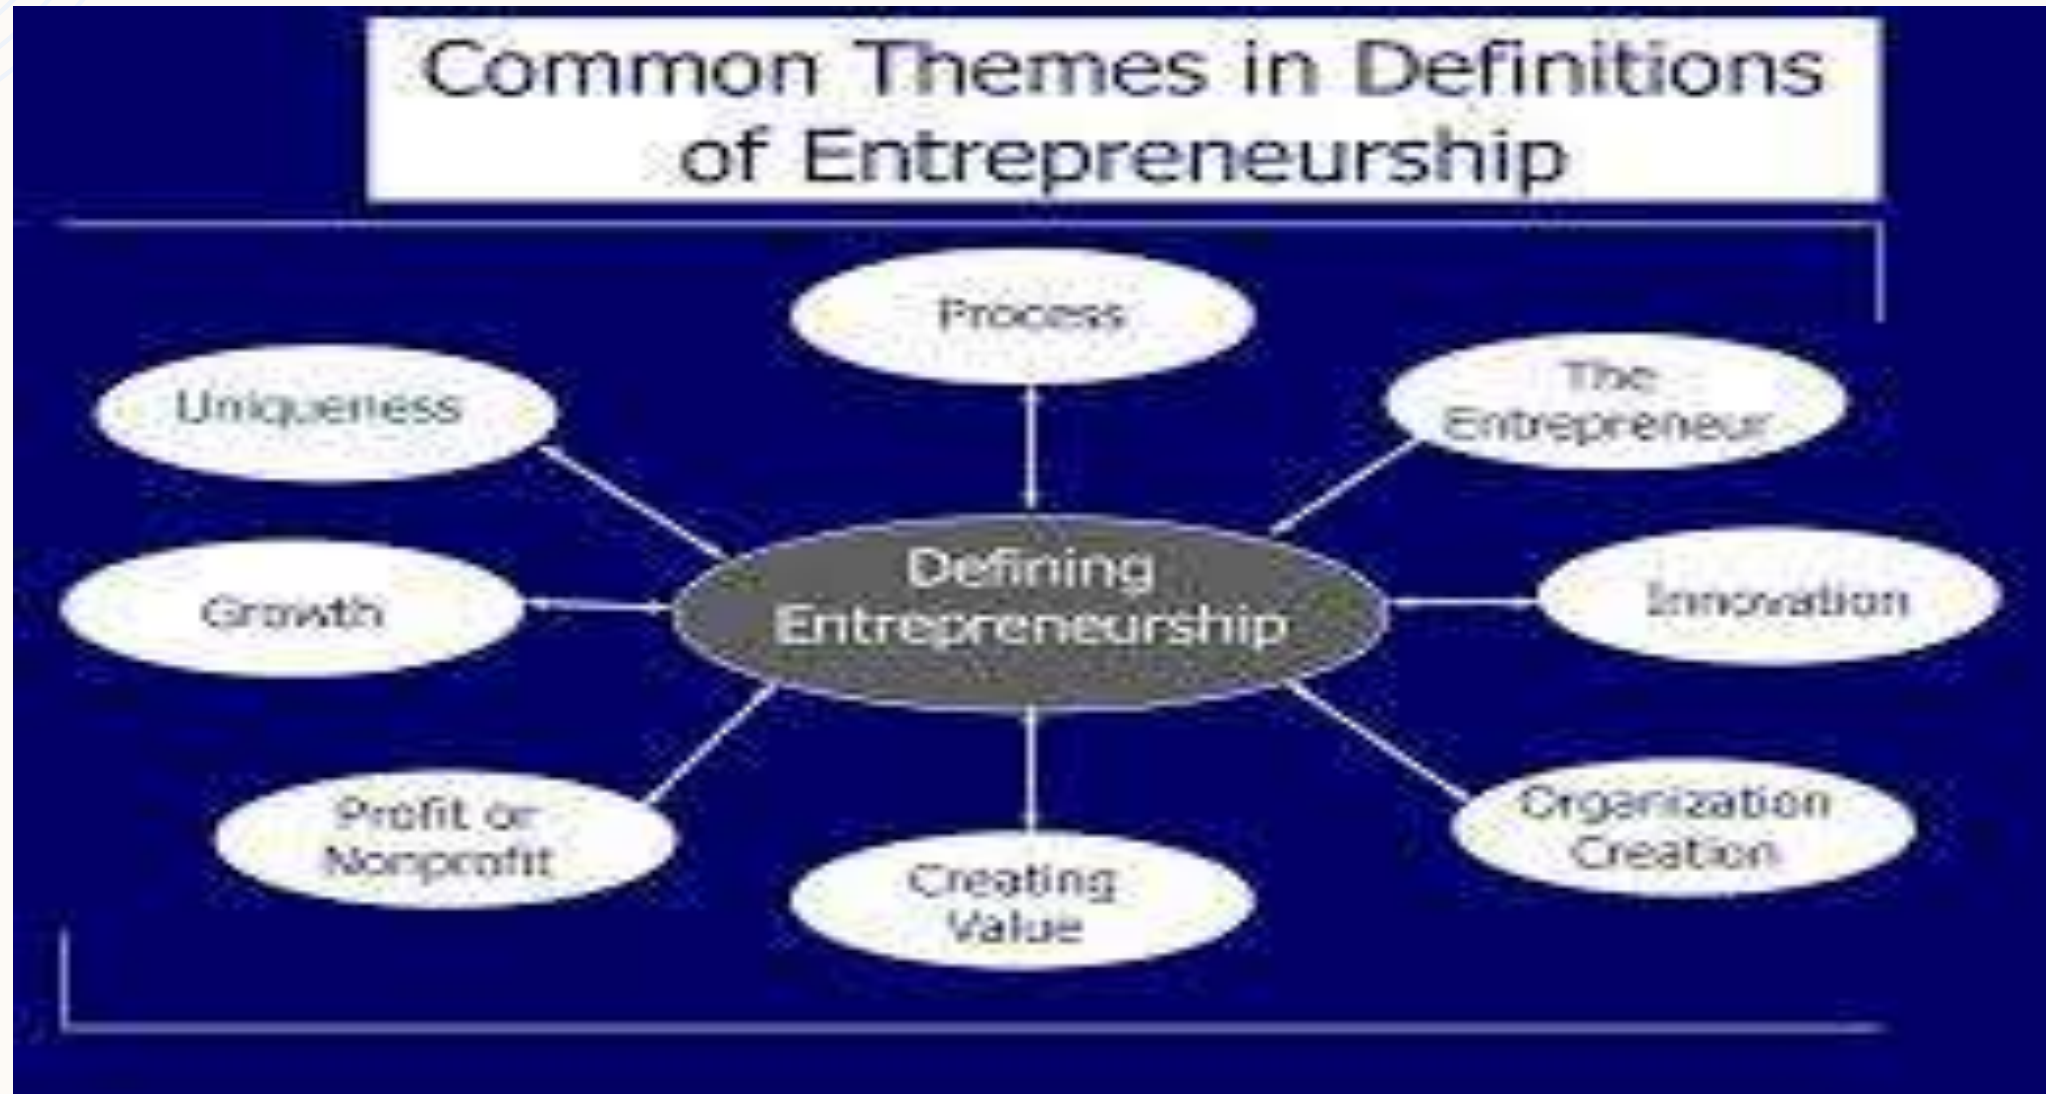 Common Themes in Definitions
of Entrepreneurship
Process
The
Entrepreneur
Uniqueness
Defining
Entrepreneurship
Innovation
Growth
Organization
Creation
Profit or
Nonprofit
Creating
Value